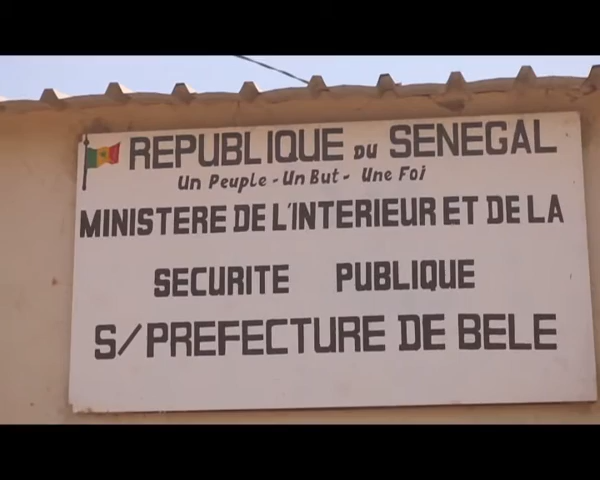 REPUBLIQUE DU SENEGAL
Un Peuple - Un But - Une Foi
MINISTERE DE L'INTERIEUR ET DE LA
SECURITE PUBLIQUE
S/PREFECTURE DE BELE